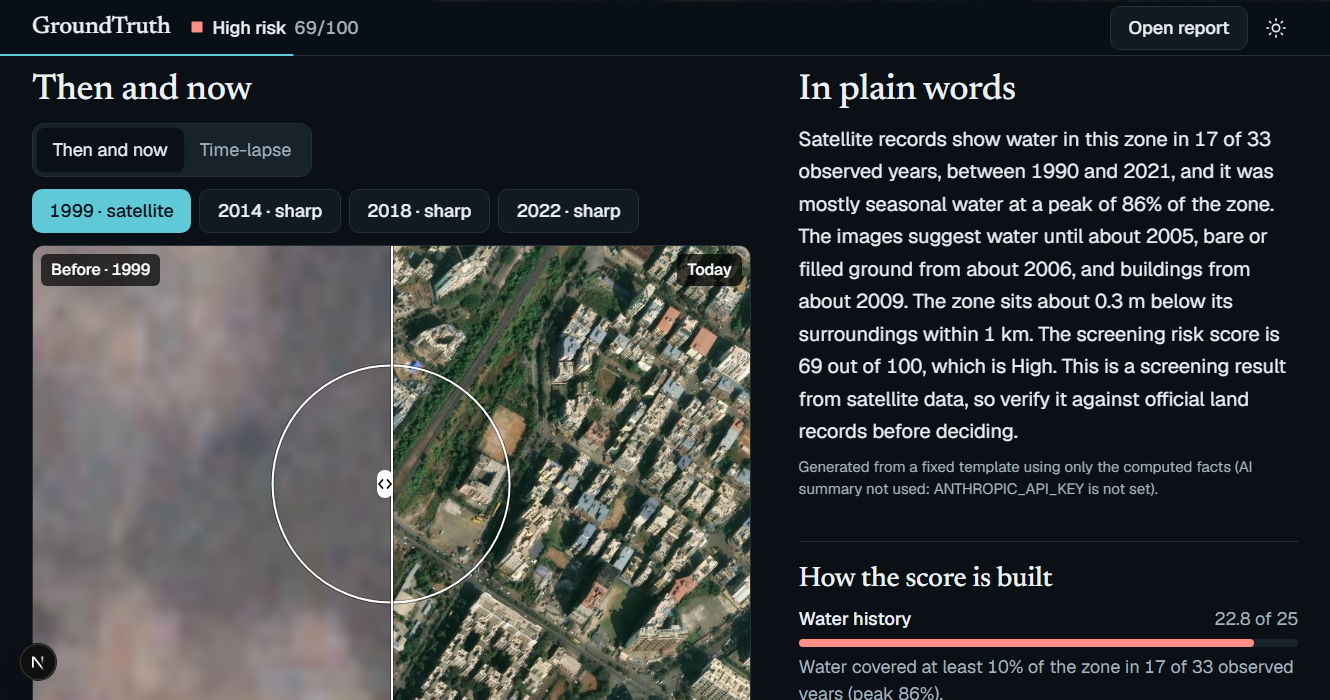 GroundTruth
High risk 69/100
Open report
Then and now
Then and now
Time-lapse
1999 · satellite
2014 · sharp
2018 · sharp
2022 · sharp
Before · 1999
Today
N
In plain words
Satellite records show water in this zone in 17 of 33
observed years, between 1990 and 2021, and it was
mostly seasonal water at a peak of 86% of the zone.
The images suggest water until about 2005, bare or
filled ground from about 2006, and buildings from
about 2009. The zone sits about 0.3 m below its
surroundings within 1 km. The screening risk score is
69 out of 100, which is High. This is a screening result
from satellite data, so verify it against official land
records before deciding.
Generated from a fixed template using only the computed facts (AI
summary not used: ANTHROPIC_API_KEY is not set).
How the score is built
Water history
22.8 of 25
Water covered at least 10% of the zone in 17 of 33 observed
years (peak 86%).